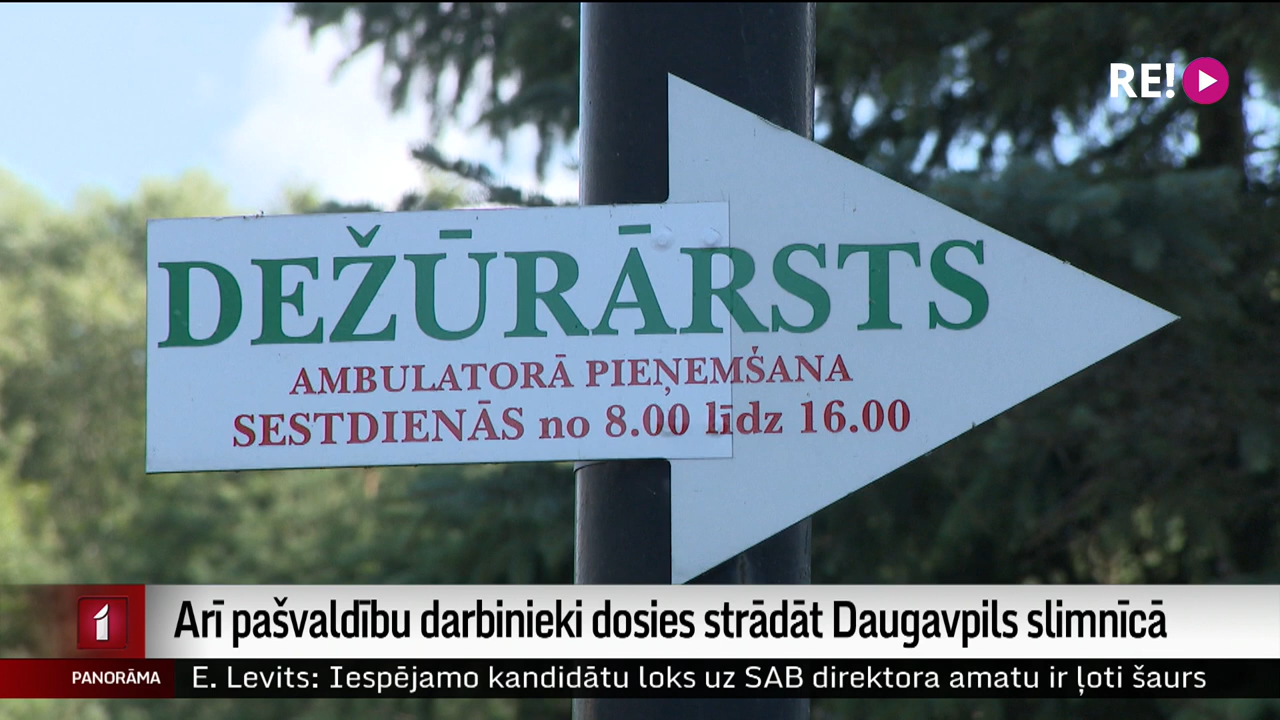 RE!
DEŽŪRĀRSTS
AMBULATORĀ PIEŅEMŠANA
SESTDIENĀS no 8.00 līdz 16.00
1
Arī pašvaldību darbinieki dosies strādāt Daugavpils slimnīcā
PANORĀMA
E. Levits: Iespējamo kandidātu loks uz SAB direktora amatu ir ļoti šaurs